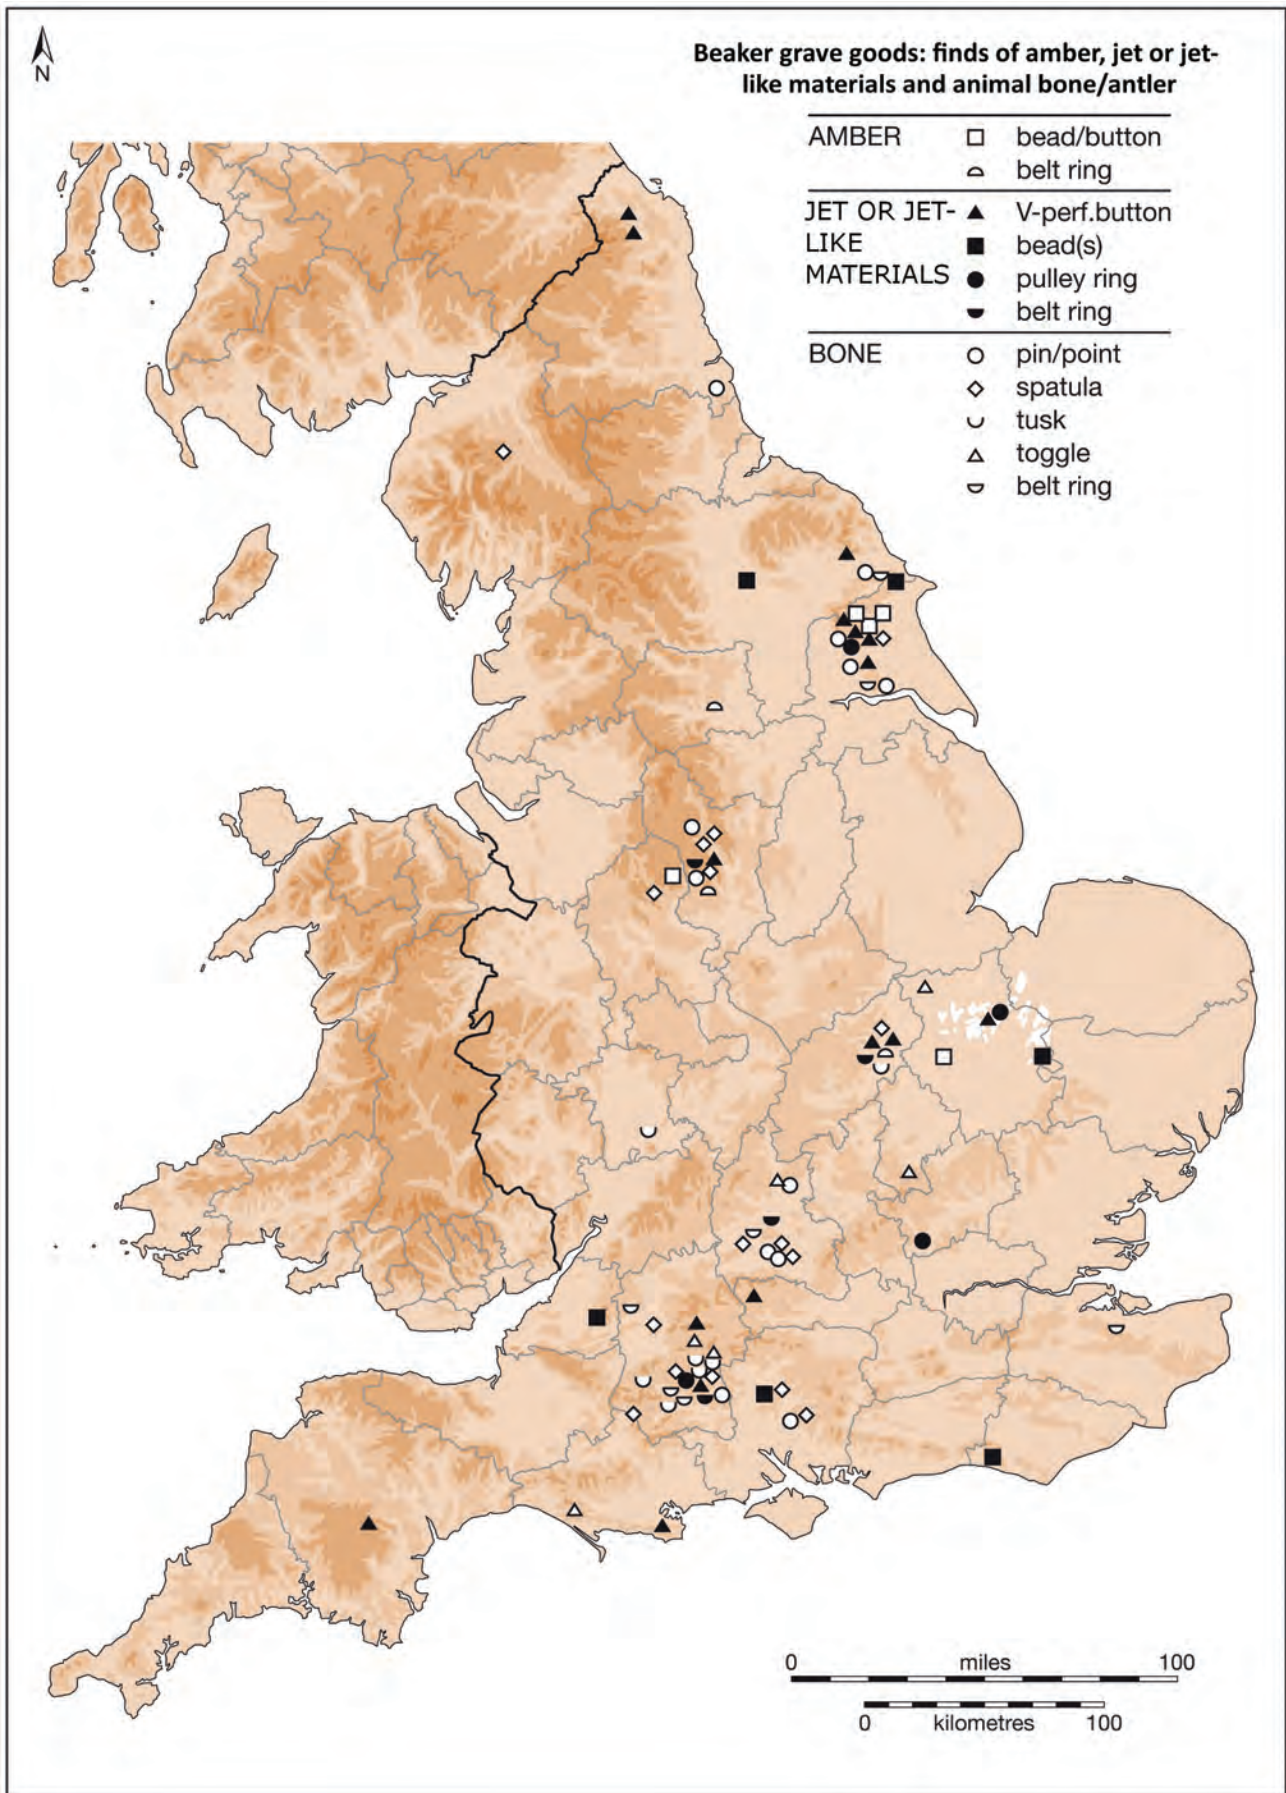 N
Beaker grave goods: finds of amber, jet or jet-
like materials and animal bone/antler
AMBER bead/button
belt ring
JET OR JET- V-perf.button
LIKE bead(s)
MATERIALS pulley ring
belt ring
BONE pin/point
spatula
tusk
toggle
belt ring
0 miles 100
0 kilometres 100